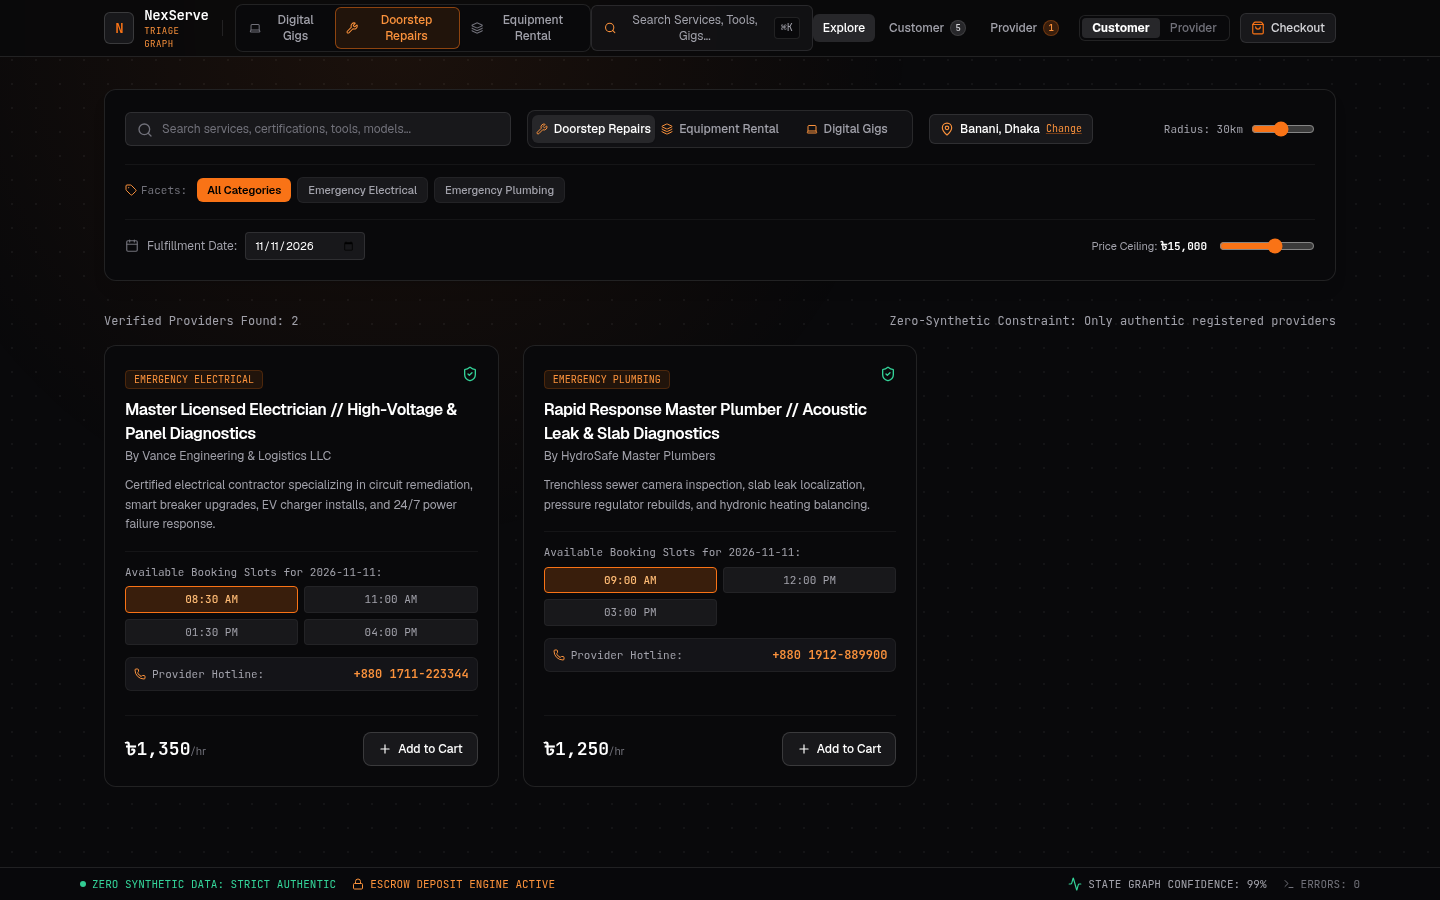 N
NexServe
TRIAGE
GRAPH
Digital
Gigs
Doorstep
Repairs
Equipment
Rental
Search Services, Tools,
Gigs...
⌘K
Explore
Customer 5
Provider 1
Customer
Provider
Checkout
Search services, certifications, tools, models...
Doorstep Repairs
Equipment Rental
Digital Gigs
Banani, Dhaka Change
Radius: 30km
Facets:
All Categories
Emergency Electrical
Emergency Plumbing
Fulfillment Date:
11/11/2026
Price Ceiling: ৳15,000
Verified Providers Found: 2
Zero-Synthetic Constraint: Only authentic registered providers
EMERGENCY ELECTRICAL
Master Licensed Electrician // High-Voltage &
Panel Diagnostics
By Vance Engineering & Logistics LLC
Certified electrical contractor specializing in circuit remediation,
smart breaker upgrades, EV charger installs, and 24/7 power
failure response.
Available Booking Slots for 2026-11-11:
08:30 AM
11:00 AM
01:30 PM
04:00 PM
Provider Hotline:
+880 1711-223344
৳1,350/hr
Add to Cart
EMERGENCY PLUMBING
Rapid Response Master Plumber // Acoustic
Leak & Slab Diagnostics
By HydroSafe Master Plumbers
Trenchless sewer camera inspection, slab leak localization,
pressure regulator rebuilds, and hydronic heating balancing.
Available Booking Slots for 2026-11-11:
09:00 AM
12:00 PM
03:00 PM
Provider Hotline:
+880 1912-889900
৳1,250/hr
Add to Cart
ZERO SYNTHETIC DATA: STRICT AUTHENTIC
ESCROW DEPOSIT ENGINE ACTIVE
STATE GRAPH CONFIDENCE: 99%
ERRORS: 0